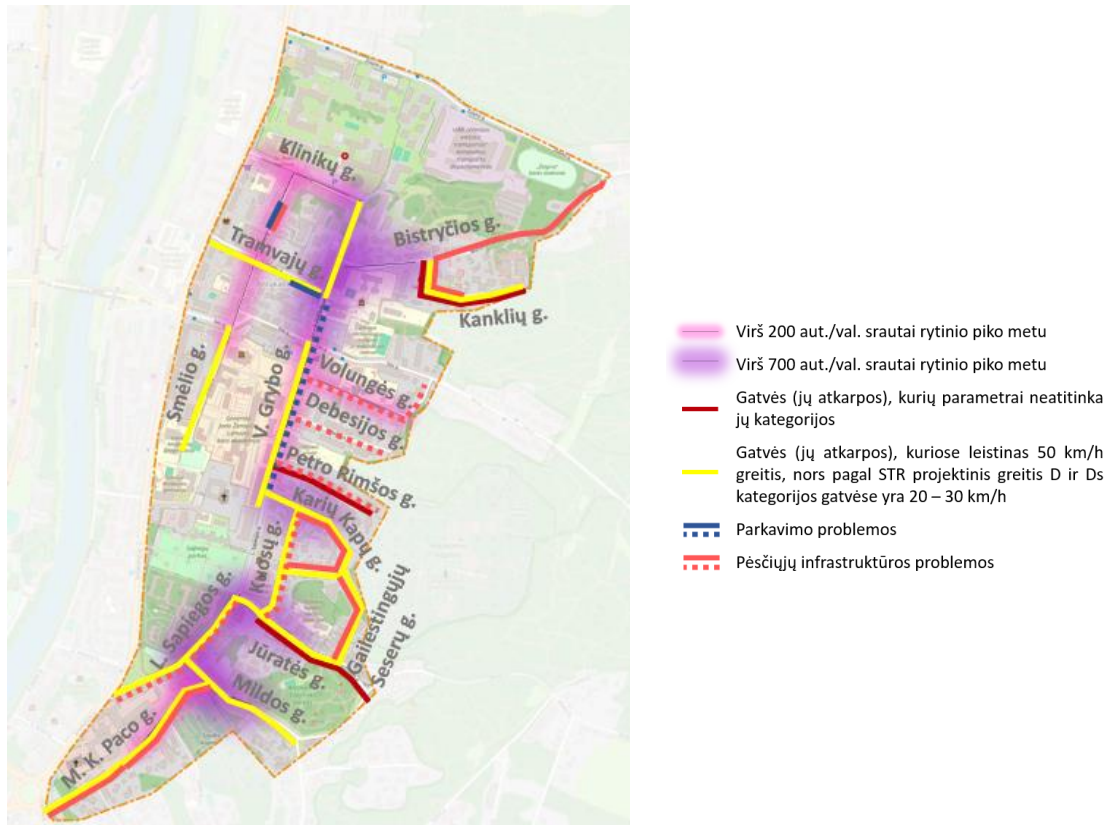 Klinikų g.
Bistryčios g.
Tramvajų g.
Kanklių g.
Smėlio g.
V. Grybo g.
Volungės g.
Debesijos g.
Petro Rimšos g.
Karių Kapų g.
Kuosų g.
L. Sapiegos g.
Gailestingųjų
Seserų g.
Jūratės g.
Mildos g.
M. K. Paco g.
Virš 200 aut./val. srautai rytinio piko metu
Virš 700 aut./val. srautai rytinio piko metu
Gatvės (jų atkarpos), kurių parametrai neatitinka
jų kategorijos
Gatvės (jų atkarpos), kuriose leistinas 50 km/h
greitis, nors pagal STR projektinis greitis D ir Ds
kategorijos gatvėse yra 20 – 30 km/h
Parkavimo problemos
Pėsčiųjų infrastruktūros problemos